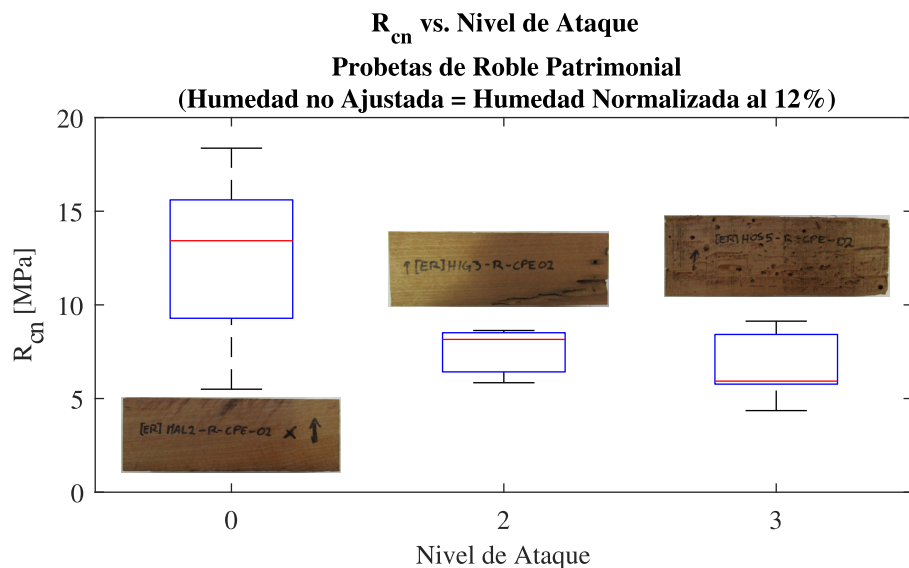 R_cn vs. Nivel de Ataque
Probetas de Roble Patrimonial
(Humedad no Ajustada = Humedad Normalizada al 12%)
R_cn [MPa]
20
15
10
5
0
[ER] MAL2-R-CPE-02 X ↑
↑[ER]HIG3-R-CPE02
[ER]HOS5-R-CPE-02
↑
0
2
3
Nivel de Ataque